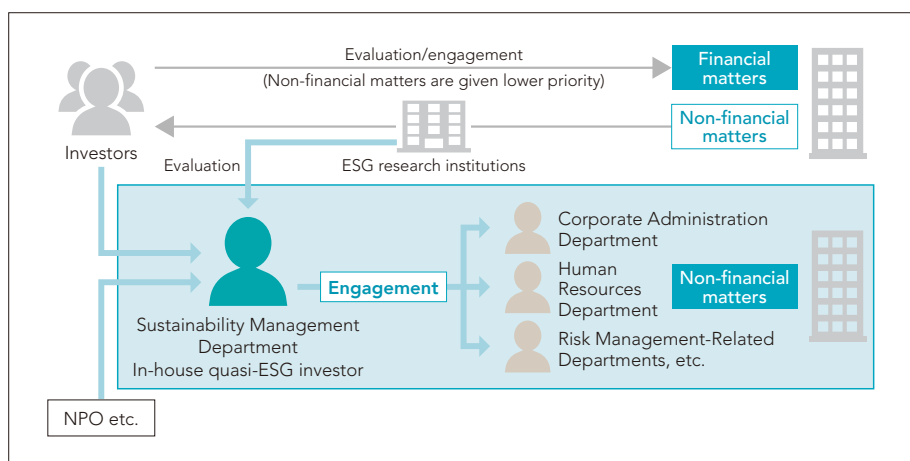 Evaluation/engagement
(Non-financial matters are given lower priority)
Financial
matters
Non-financial
matters
Investors
Evaluation
ESG research institutions
Corporate Administration
Department
Human
Resources
Department
Non-financial
matters
Engagement
Risk Management-Related
Departments, etc.
Sustainability Management
Department
In-house quasi-ESG investor
NPO etc.